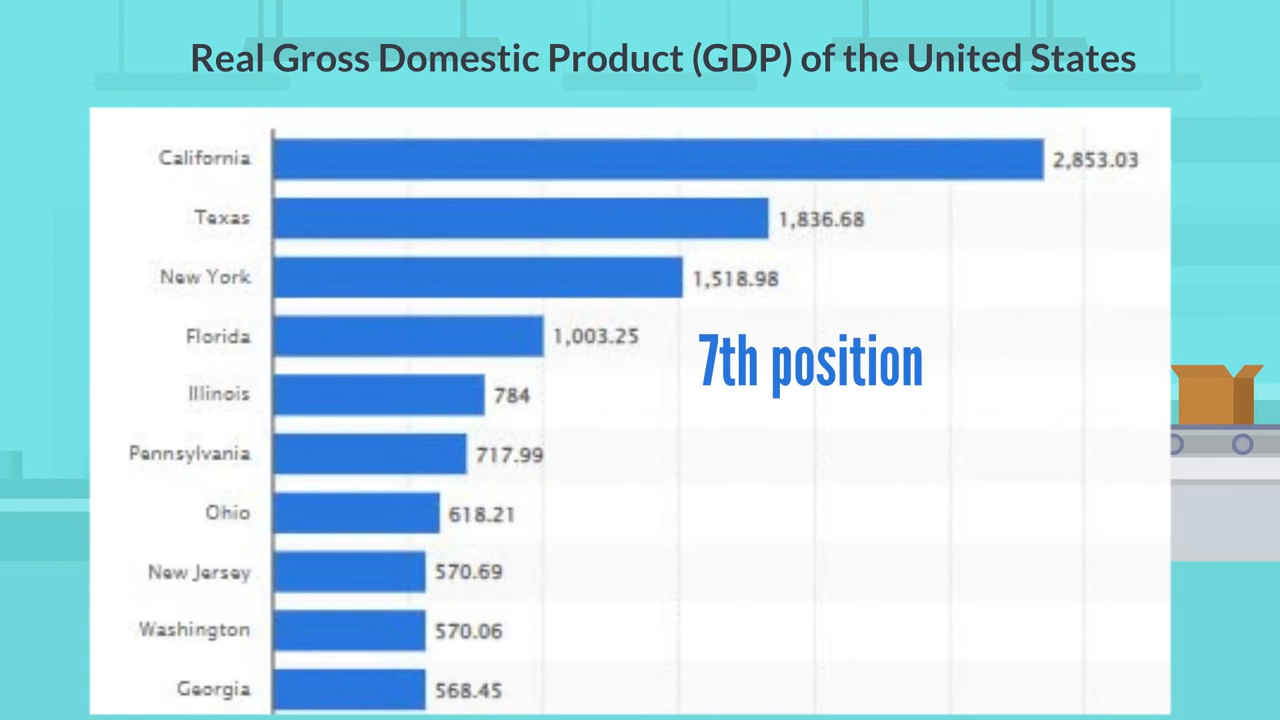 Real Gross Domestic Product (GDP) of the United States
California 2,853.03
Texas 1,836.68
New York 1,518.98
Florida 1,003.25
7th position
Illinois 784
Pennsylvania 717.99
Ohio 618.21
New Jersey 570.69
Washington 570.06
Georgia 568.45